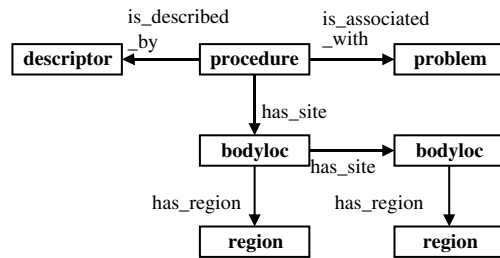 is_described
_by
is_associated
_with
descriptor
procedure
problem
has_site
bodyloc
has_site
bodyloc
has_region
has_region
region
region